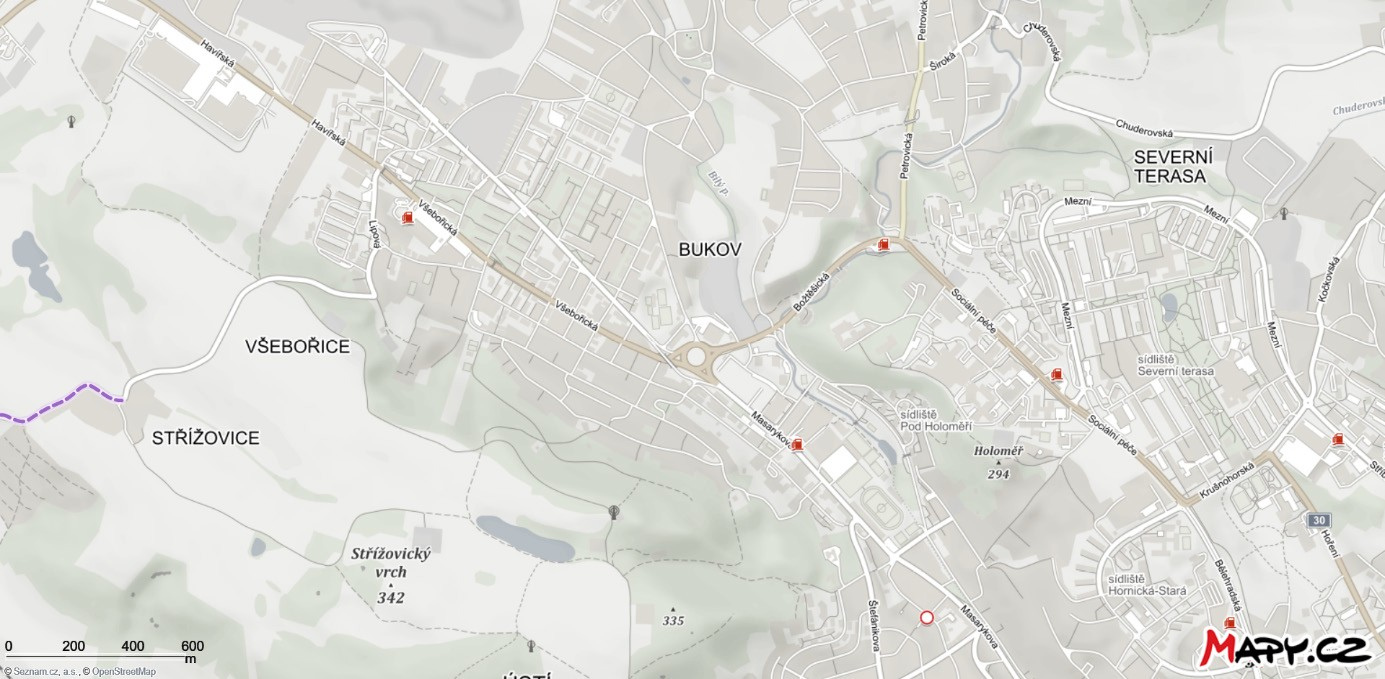 Havířská
Petrovická
Široká
Chuderovská
Chuderovská
Havířská
Chuderovská
Petrovická
SEVERNÍ
TERASA
Bílý p.
Mezní
Mezní
Všebořická
Lipová
BUKOV
Kočkovská
Božtěšická
Sociální péče
Mezní
Mezní
Všebořická
VŠEBOŘICE
sídliště
Severní terasa
STŘÍŽOVICE
Masarykova
sídliště
Pod Holoměří
Sociální péče
Holoměř
294
Krušnohorská
30
Hoření
Střížovický
vrch
342
sídliště
Hornická-Stará
Bělehradská
Štefánikova
Masarykova
335
0 200 400 600
m
© Seznam.cz, a.s., © OpenStreetMap
ÚSTÍ
MAPY.CZ